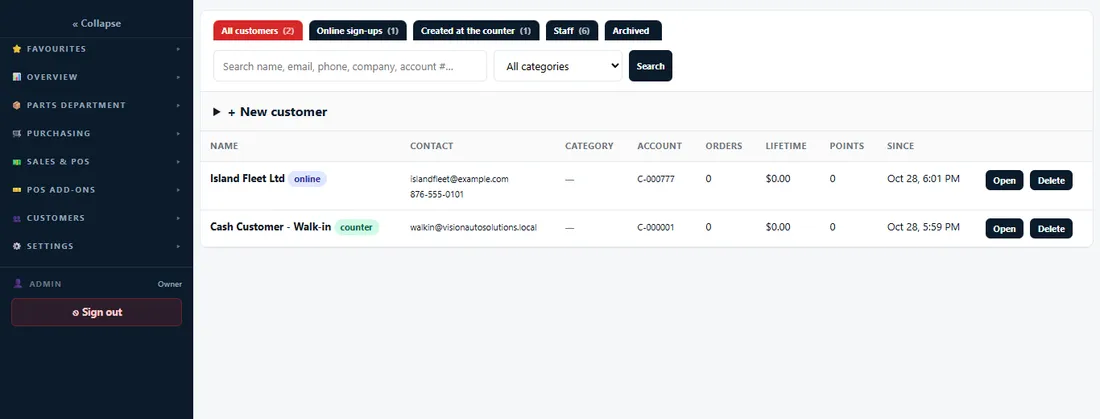 « Collapse
FAVOURITES
OVERVIEW
PARTS DEPARTMENT
PURCHASING
SALES & POS
POS ADD-ONS
CUSTOMERS
SETTINGS
ADMIN Owner
Sign out
All customers (2) Online sign-ups (1) Created at the counter (1) Staff (6) Archived
Search name, email, phone, company, account #... All categories Search
+ New customer
NAME CONTACT CATEGORY ACCOUNT ORDERS LIFETIME POINTS SINCE
Island Fleet Ltd online islandfleet@example.com — C-000777 0 $0.00 0 Oct 28, 6:01 PM Open Delete
876-555-0101
Cash Customer - Walk-in counter walkin@visionautosolutions.local — C-000001 0 $0.00 0 Oct 28, 5:59 PM Open Delete